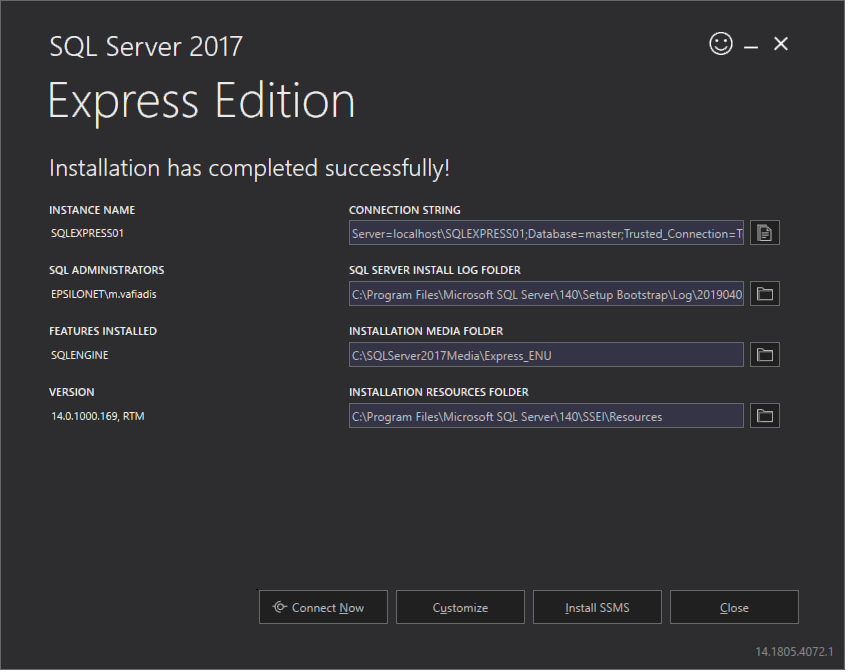 SQL Server 2017
Express Edition
Installation has completed successfully!
INSTANCE NAME
SQLEXPRESS01
CONNECTION STRING
Server=localhost\SQLEXPRESS01;Database=master;Trusted_Connection=T
SQL ADMINISTRATORS
EPSILONET\m.vafiadis
SQL SERVER INSTALL LOG FOLDER
C:\Program Files\Microsoft SQL Server\140\Setup Bootstrap\Log\2019040
FEATURES INSTALLED
SQLENGINE
INSTALLATION MEDIA FOLDER
C:\SQLServer2017Media\Express_ENU
VERSION
14.0.1000.169, RTM
INSTALLATION RESOURCES FOLDER
C:\Program Files\Microsoft SQL Server\140\SSEI\Resources
Connect Now
Customize
Install SSMS
Close
14.1805.4072.1